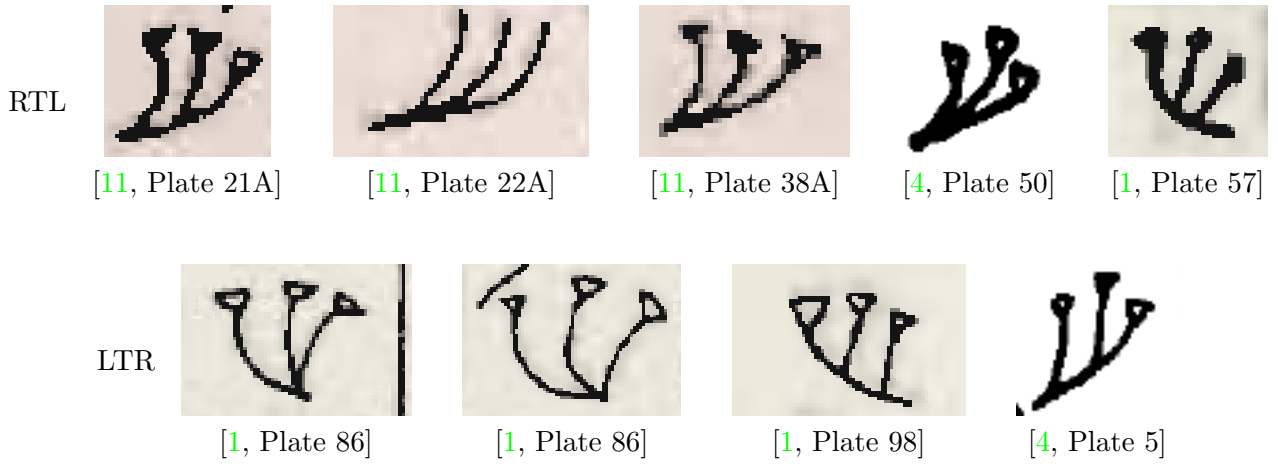 RTL
[11, Plate 21A] [11, Plate 22A] [11, Plate 38A] [4, Plate 50] [1, Plate 57]
LTR
[1, Plate 86] [1, Plate 86] [1, Plate 98] [4, Plate 5]